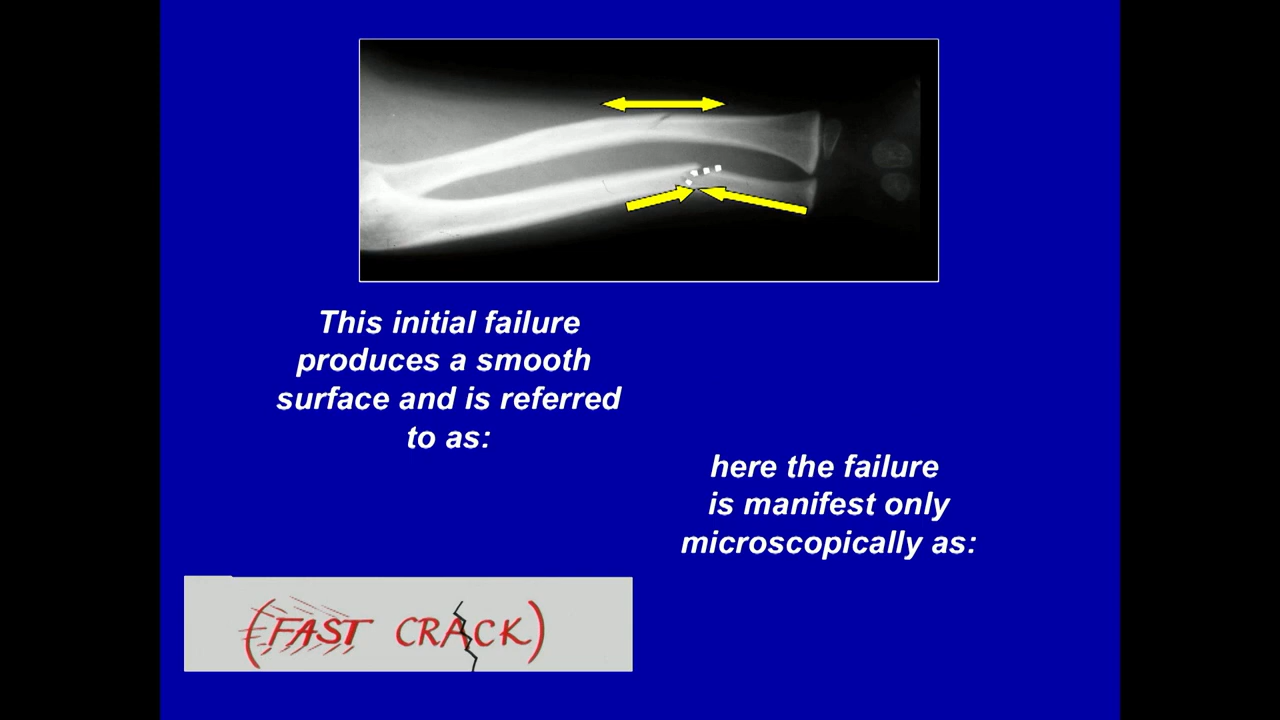 This initial failure
produces a smooth
surface and is referred
to as:
here the failure
is manifest only
microscopically as:
(FAST CRACK)